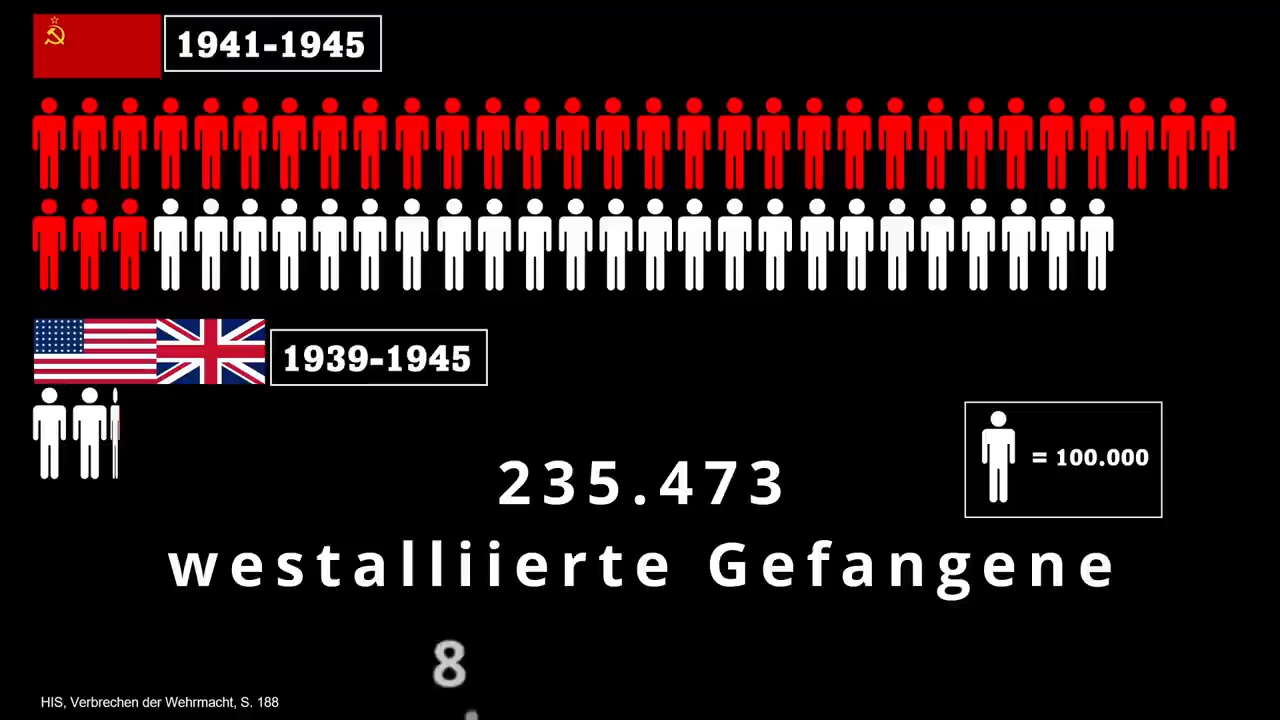 1941-1945
1939-1945
= 100.000
235.473
westalliierte Gefangene
8
HIS, Verbrechen der Wehrmacht, S. 188